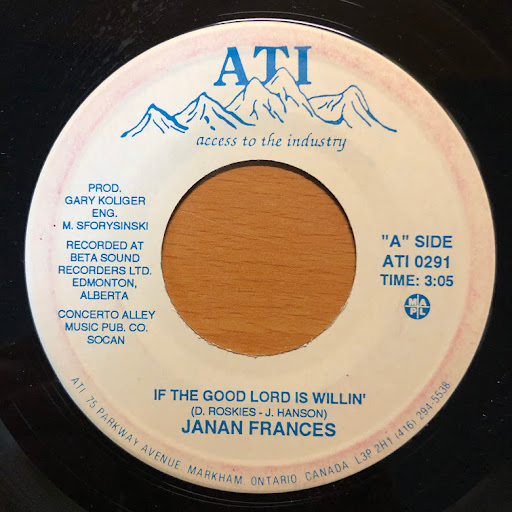 ATI
access to the industry
PROD.
GARY KOLIGER
ENG.
M. SFORYSINSKI
RECORDED AT
BETA SOUND
RECORDERS LTD.
EDMONTON,
ALBERTA
CONCERTO ALLEY
MUSIC PUB. CO.
SOCAN
"A" SIDE
ATI 0291
TIME: 3:05
M A
P L
IF THE GOOD LORD IS WILLIN'
(D. ROSKIES - J. HANSON)
JANAN FRANCES
ATI 75 PARKWAY AVENUE, MARKHAM, ONTARIO, CANADA L3P 2H1 (416) 294-5538